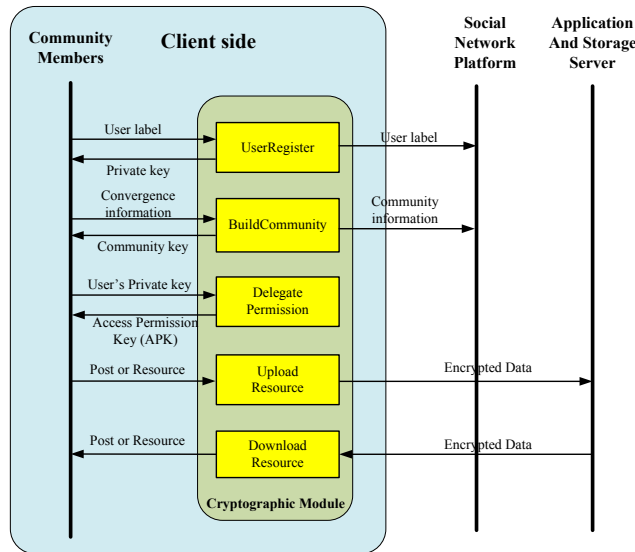 Community
Members
Client side
Social
Network
Platform
Application
And Storage
Server
User label
UserRegister
User label
Private key
Convergence
information
BuildCommunity
Community
information
Community key
User's Private key
Delegate
Permission
Access Permission
Key (APK)
Post or Resource
Upload
Resource
Encrypted Data
Post or Resource
Download
Resource
Encrypted Data
Cryptographic Module